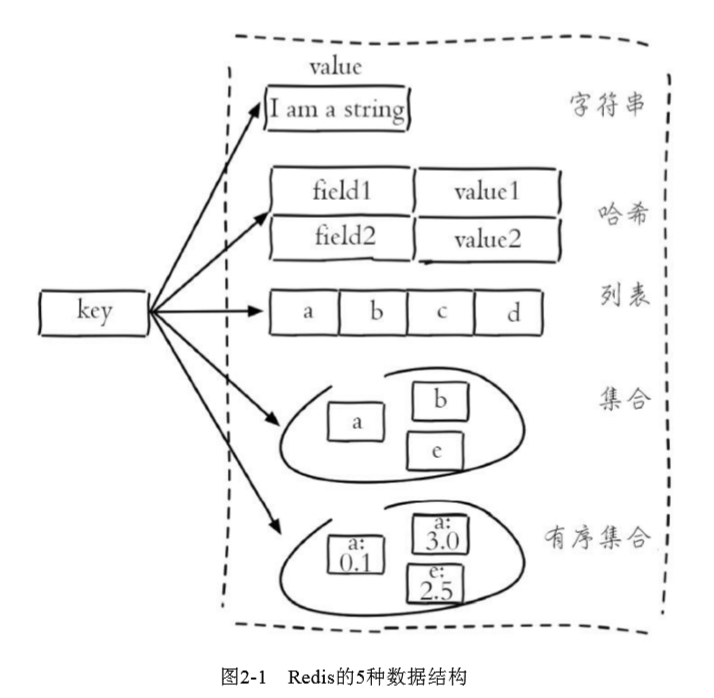 value
I am a string
字符串
field1 value1
哈希
field2 value2
列表
key
a b c d
集合
b
a
e
有序集合
a:
3.0
a:
0.1
e:
2.5
图2-1 Redis的5种数据结构